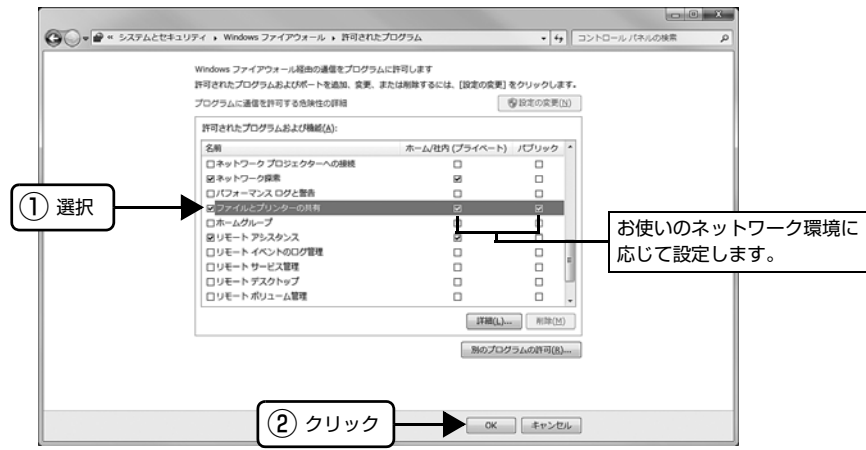 « システムとセキュリティ ▸ Windows ファイアウォール ▸ 許可されたプログラム
コントロール パネルの検索
Windows ファイアウォール経由の通信をプログラムに許可します
許可されたプログラムおよびポートを追加、変更、または削除するには、[設定の変更] をクリックします。
プログラムに通信を許可する危険性の詳細
設定の変更(N)
許可されたプログラムおよび機能(A):
名前 ホーム/社内 (プライベート) パブリック
ネットワーク プロジェクターへの接続
ネットワーク探索
パフォーマンス ログと警告
① 選択
ファイルとプリンターの共有
ホームグループ
リモート アシスタンス
リモート イベントのログ管理
リモート サービス管理
リモート デスクトップ
リモート ボリューム管理
お使いのネットワーク環境に
応じて設定します。
詳細(L)... 削除(M)
別のプログラムの許可(R)...
② クリック
OK キャンセル